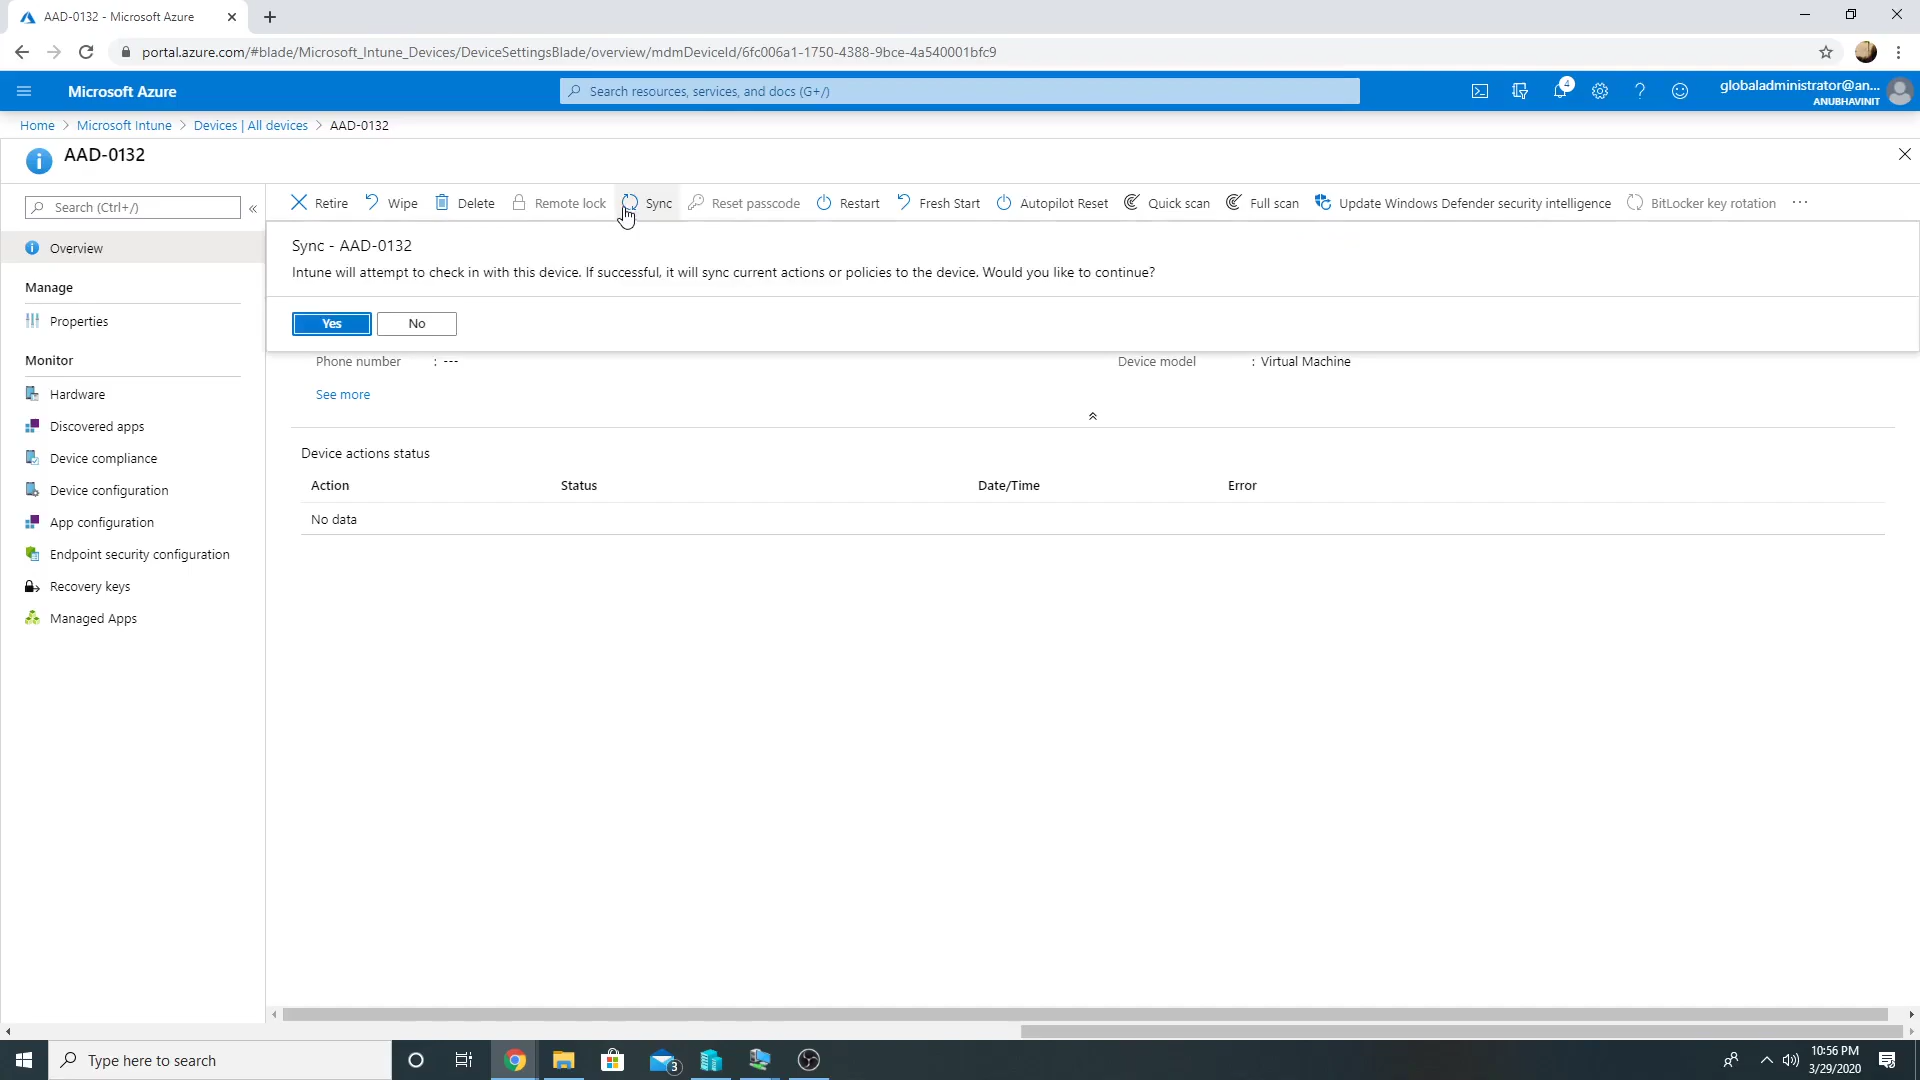 AAD-0132 - Microsoft Azure
portal.azure.com/#blade/Microsoft_Intune_Devices/DeviceSettingsBlade/overview/mdmDeviceId/6fc006a1-1750-4388-9bce-4a540001bfc9
Microsoft Azure
Search resources, services, and docs (G+/)
4
globaladministrator@an...
ANUBHAVINIT
Home > Microsoft Intune > Devices | All devices > AAD-0132
AAD-0132
Search (Ctrl+/)
«
Retire Wipe Delete Remote lock Sync Reset passcode Restart Fresh Start Autopilot Reset Quick scan Full scan Update Windows Defender security intelligence BitLocker key rotation ...
Overview
Manage
Properties
Monitor
Hardware
Discovered apps
Device compliance
Device configuration
App configuration
Endpoint security configuration
Recovery keys
Managed Apps
Sync - AAD-0132
Intune will attempt to check in with this device. If successful, it will sync current actions or policies to the device. Would you like to continue?
Yes No
Phone number : ---
Device model : Virtual Machine
See more
Device actions status
Action Status Date/Time Error
No data
Type here to search
3
10:56 PM
3/29/2020